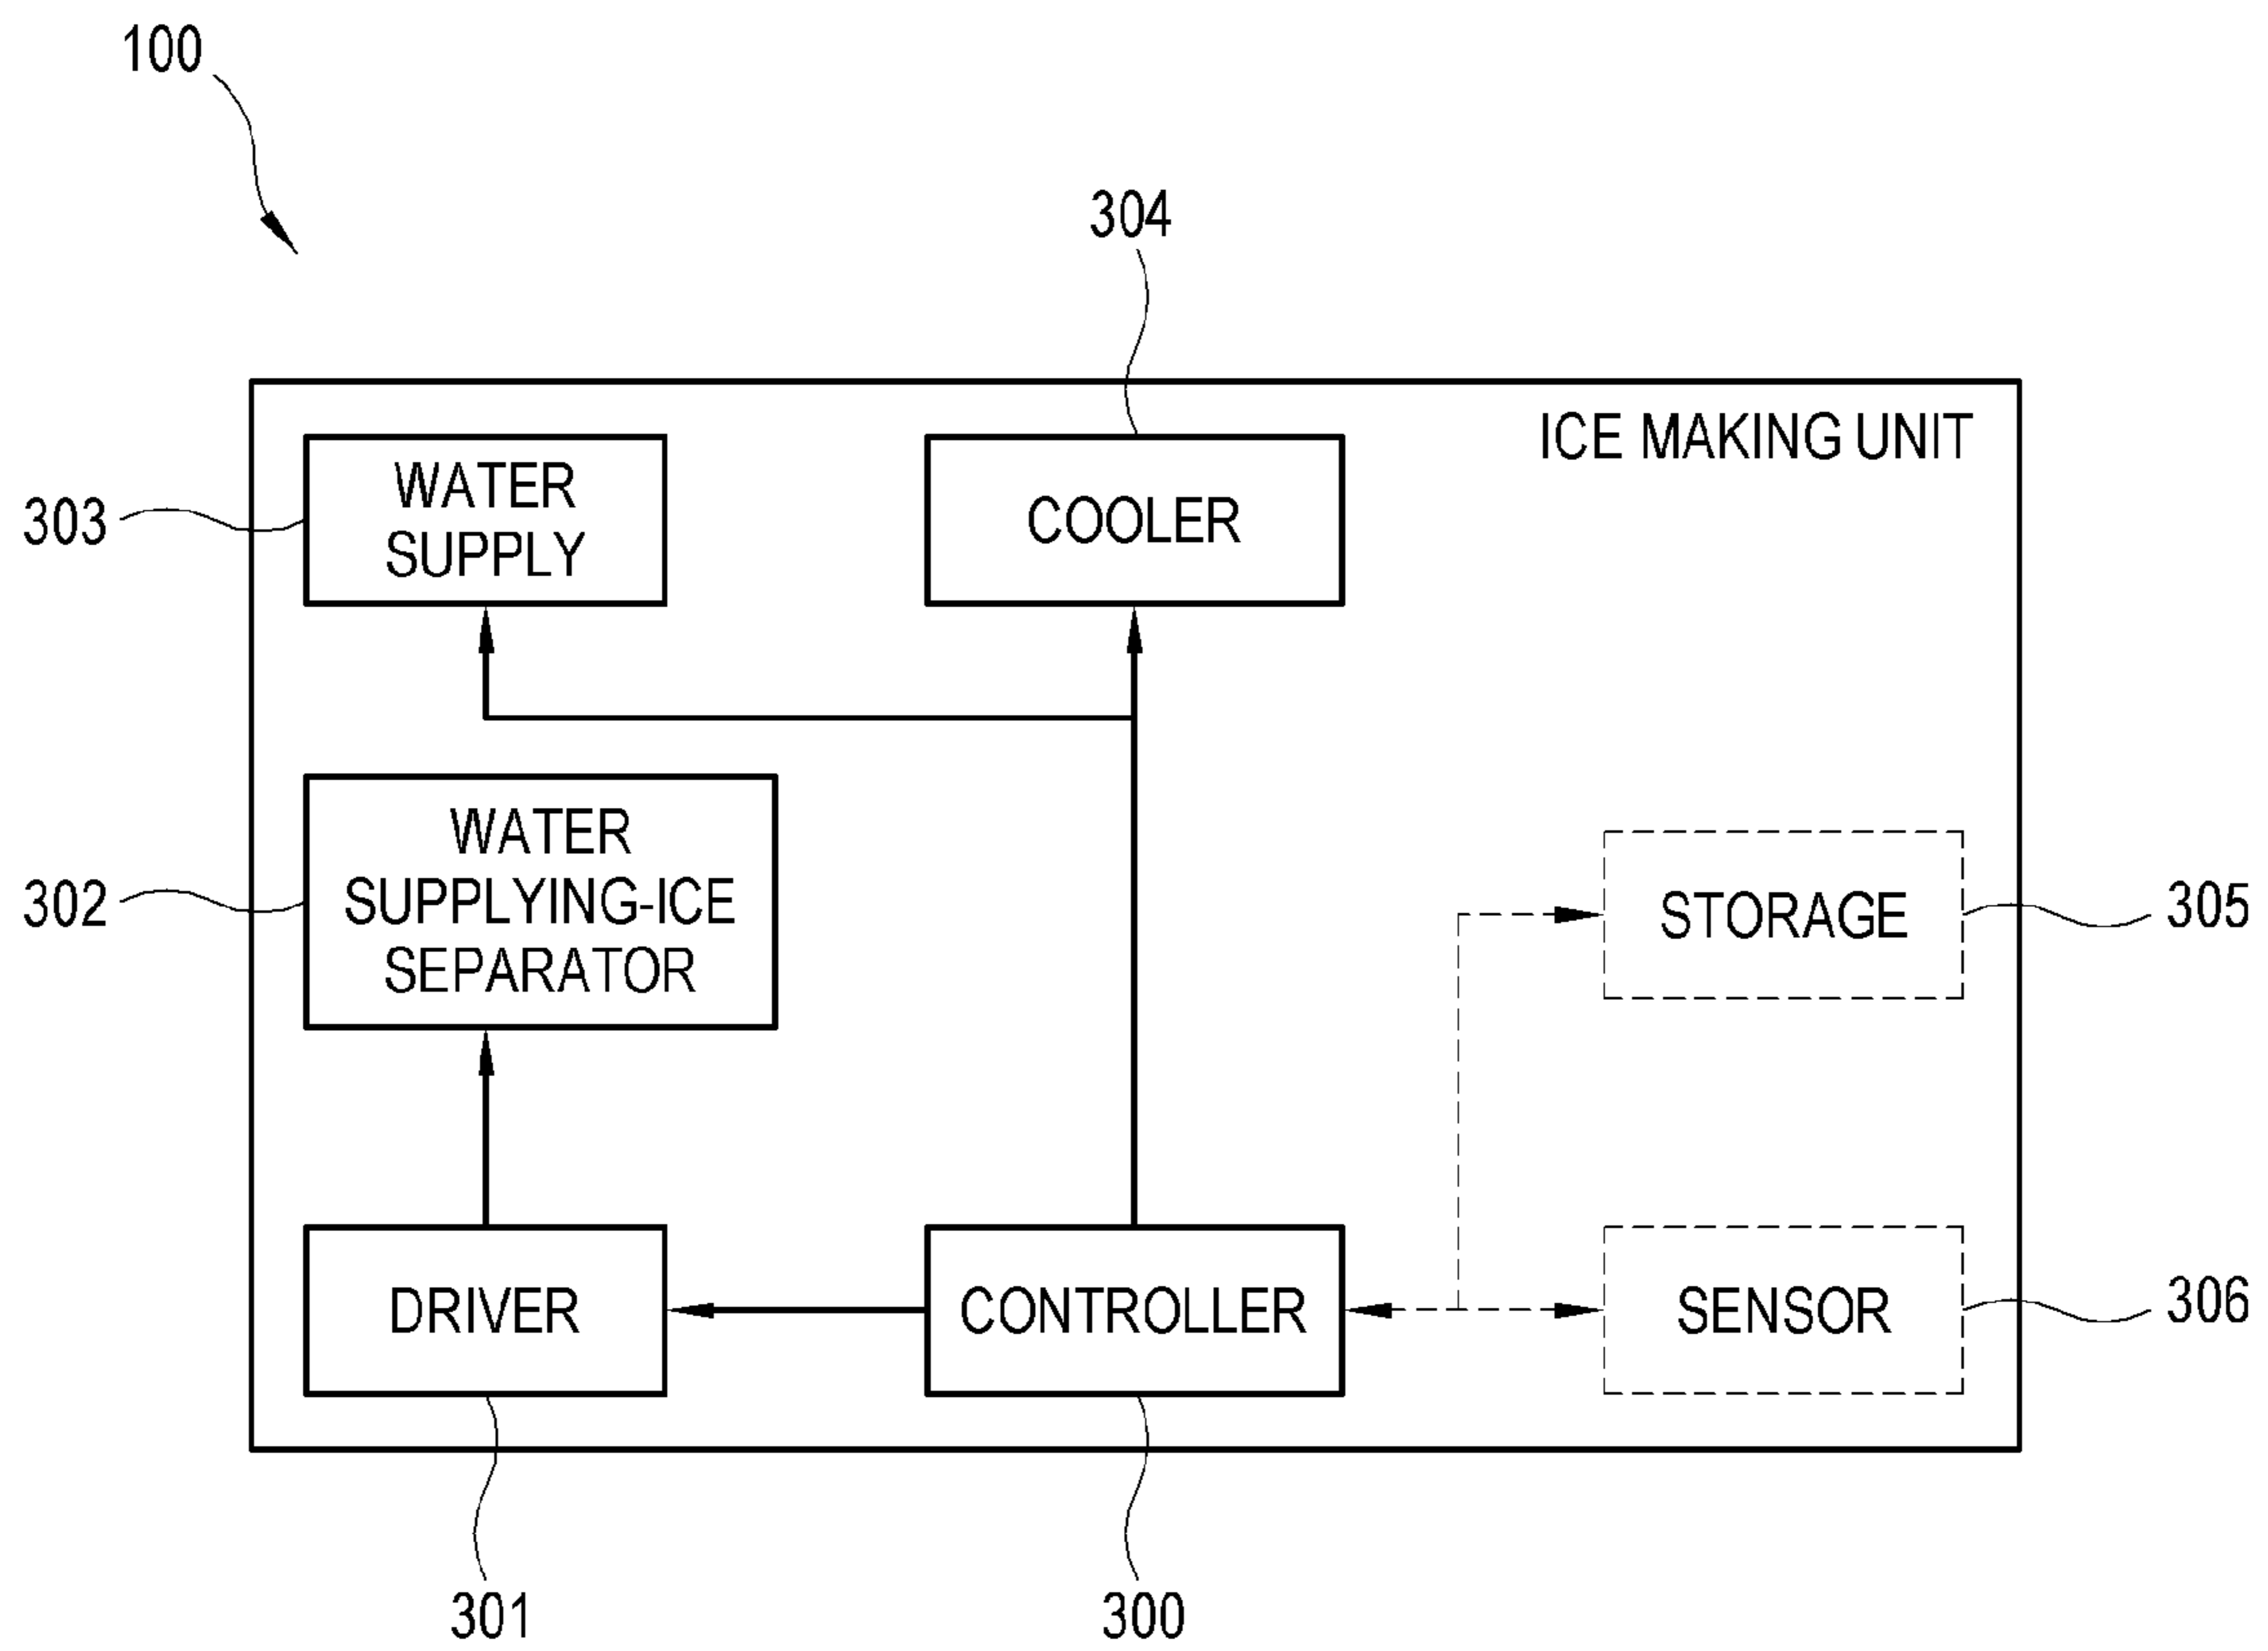 100
304
ICE MAKING UNIT
303
WATER
SUPPLY
COOLER
302
WATER
SUPPLYING-ICE
SEPARATOR
STORAGE
305
DRIVER
CONTROLLER
SENSOR
306
301
300